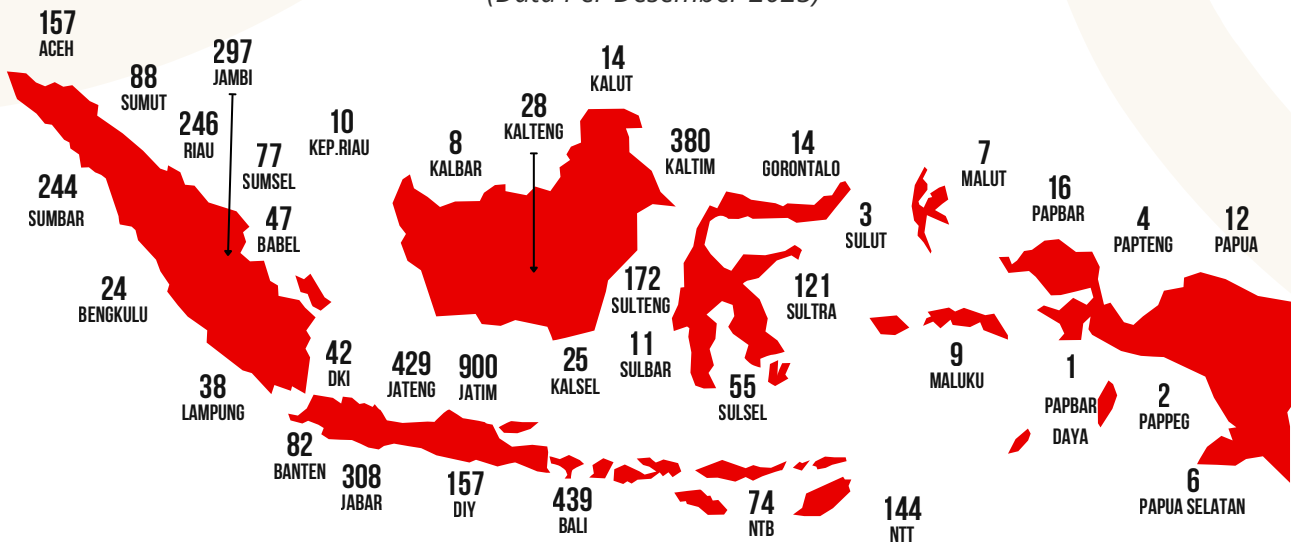 (Data Per Desember 2023)
157
ACEH
88
SUMUT
297
JAMBI
246
RIAU
77
SUMSEL
10
KEP.RIAU
244
SUMBAR
47
BABEL
24
BENGKULU
38
LAMPUNG
8
KALBAR
28
KALTENG
14
KALUT
380
KALTIM
25
KALSEL
14
GORONTALO
3
SULUT
172
SULTENG
121
SULTRA
11
SULBAR
55
SULSEL
7
MALUT
9
MALUKU
16
PAPBAR
4
PAPTENG
12
PAPUA
1
PAPBAR
DAYA
2
PAPPEG
6
PAPUA SELATAN
42
DKI
429
JATENG
900
JATIM
82
BANTEN
308
JABAR
157
DIY
439
BALI
74
NTB
144
NTT